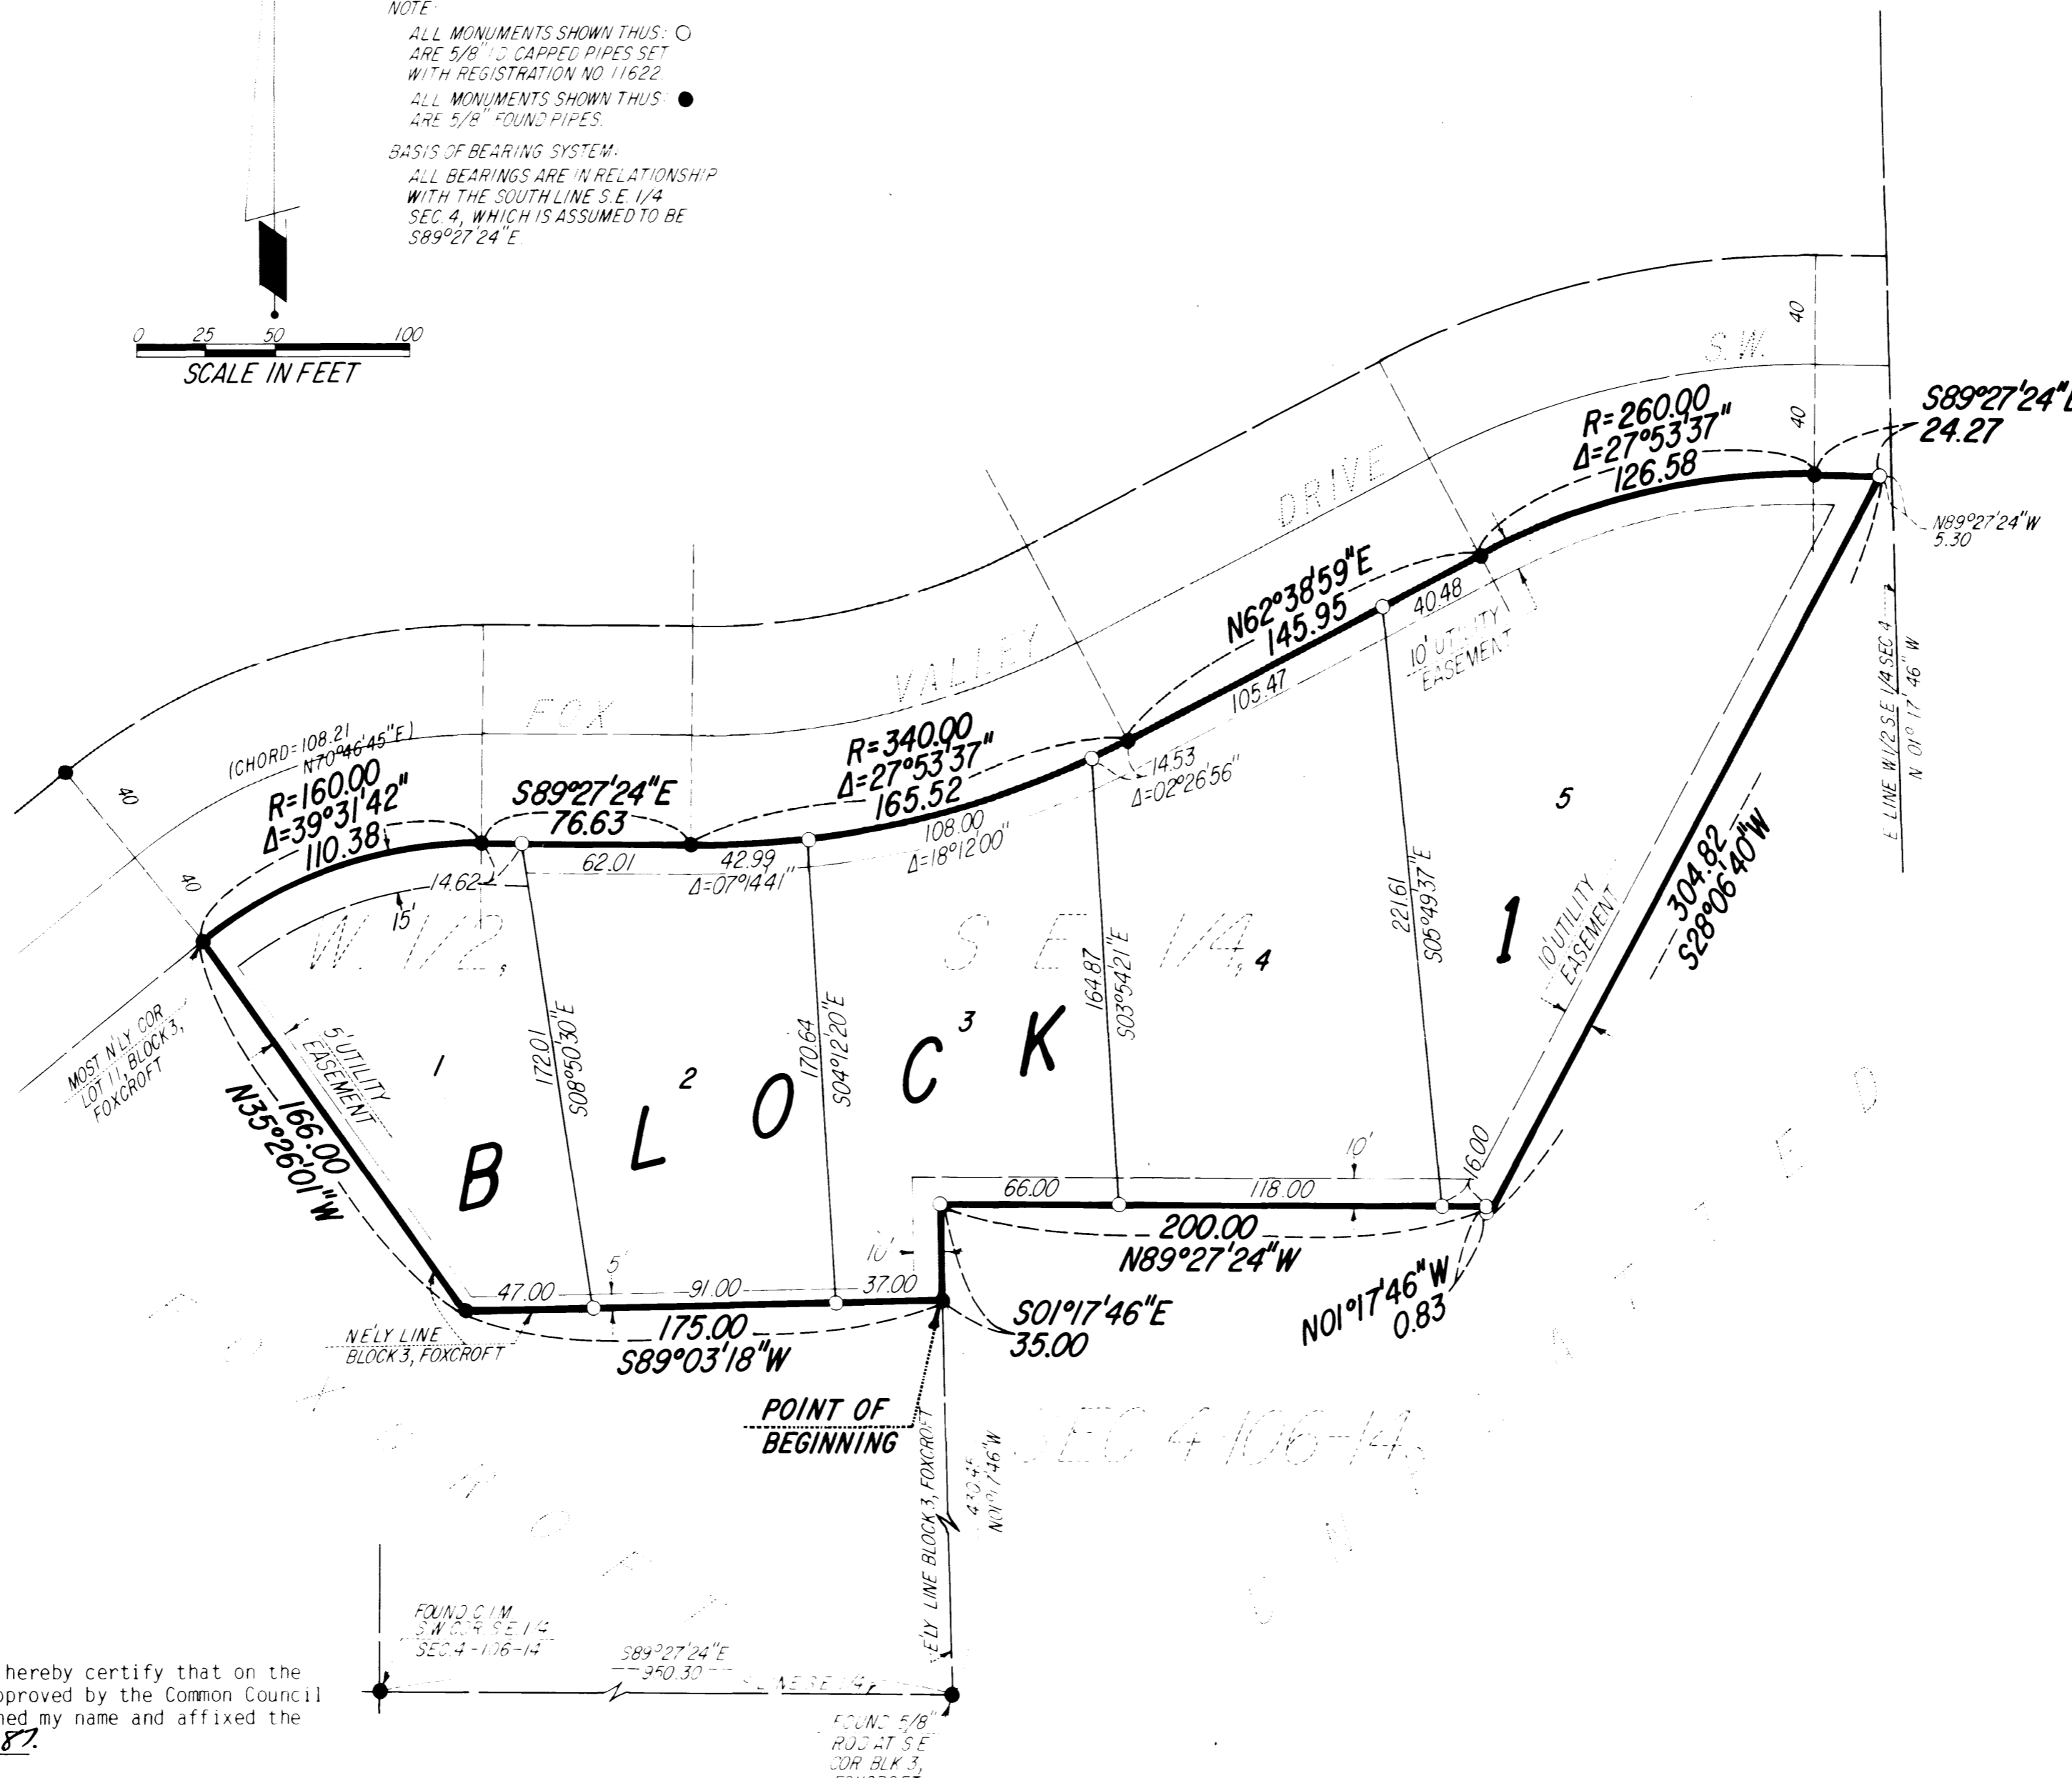 NOTE:
ALL MONUMENTS SHOWN THUS:
ARE 5/8" I.D. CAPPED PIPES SET
WITH REGISTRATION NO. 11622.
ALL MONUMENTS SHOWN THUS:
ARE 5/8" FOUND PIPES.
BASIS OF BEARING SYSTEM:
ALL BEARINGS ARE IN RELATIONSHIP
WITH THE SOUTH LINE S.E. 1/4
SEC. 4, WHICH IS ASSUMED TO BE
S89°27'24"E.
0 25 50 100
SCALE IN FEET
40
S.W.
40
S89°27'24"E
24.27
R=260.00
Δ=27°53'37"
126.58
N89°27'24"W
5.30
DRIVE
N62°38'59"E
145.95
40.48
10' UTILITY
EASEMENT
105.47
E LINE W1/2 SE 1/4 SEC 4
N 01° 17' 46" W
VALLEY
FOX
(CHORD=108.21
N70°46'45"E)
R=160.00
Δ=39°31'42"
110.38
40
40
S89°27'24"E
76.63
R=340.00
Δ=27°53'37"
165.52
14.53
Δ=02°26'56"
108.00
Δ=18°12'00"
14.62
62.01
42.99
Δ=07°14'41"
15'
W. 1/2, S E 1/4,
MOST N'LY COR
LOT 11, BLOCK 3,
FOXCROFT
5' UTILITY
EASEMENT
166.00
N35°26'01"W
172.01
S08°50'30"E
170.64
S04°12'20"E
164.87
S03°54'21"E
221.61
S05°49'37"E
10' UTILITY
EASEMENT
304.82
S28°06'40"W
1
2
3
4
5
BLOCK 1
10'
16.00
66.00
118.00
200.00
N89°27'24"W
5'
10'
47.00
91.00
37.00
175.00
S89°03'18"W
S01°17'46"E
35.00
N01°17'46"W
0.83
NE'LY LINE
BLOCK 3, FOXCROFT
POINT OF
BEGINNING
FOXCROFT
UNPLATTED
SEC 4-106-14
E'LY LINE BLOCK 3, FOXCROFT
430.45
N01°17'46"W
FOUND C.I.M.
S.W. COR. S.E. 1/4
SEC. 4-106-14
S89°27'24"E
950.30
S LINE SE 1/4
FOUND 5/8"
ROD AT S E
COR BLK 3,
FOXCROFT
hereby certify that on the
approved by the Common Council
my name and affixed the
87.